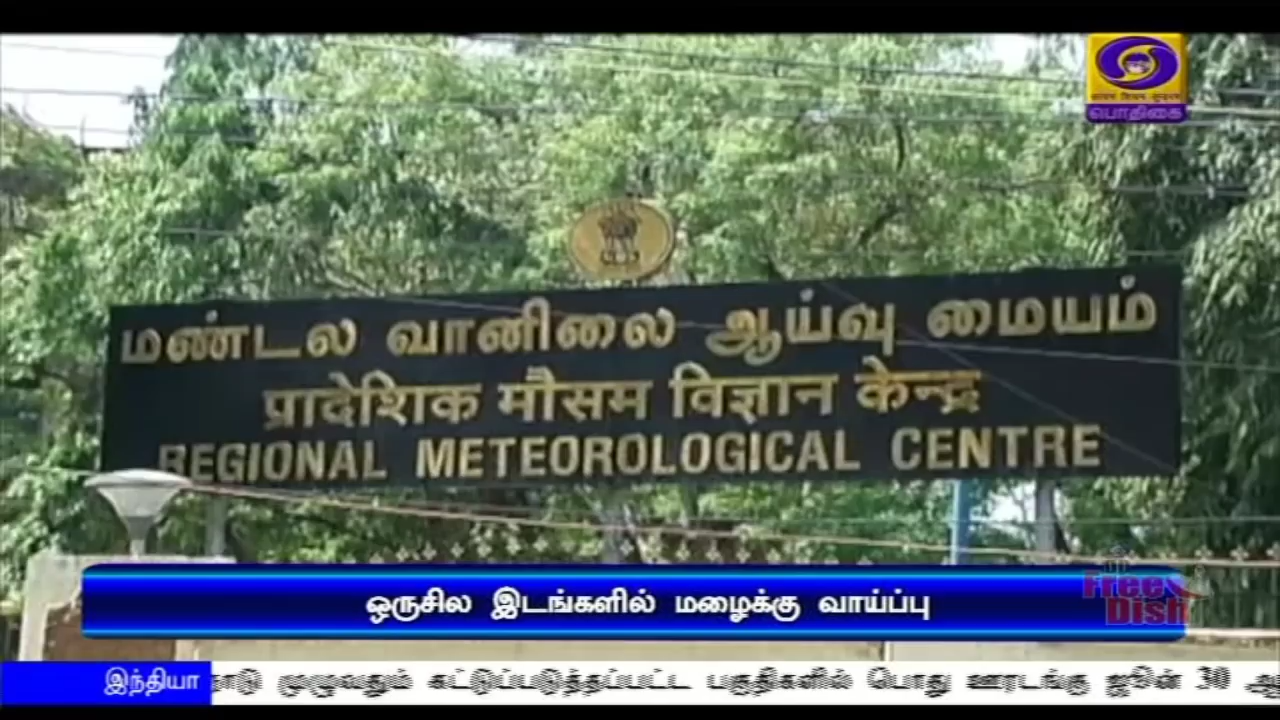 பொதிகை
மண்டல வானிலை ஆய்வு மையம்
प्रादेशिक मौसम विज्ञान केन्द्र
REGIONAL METEOROLOGICAL CENTRE
ஒருசில இடங்களில் மழைக்கு வாய்ப்பு
Free
Dish
இந்தியா
நாடு முழுவதும் கட்டுப்படுத்தப்பட்ட பகுதிகளில் பொது ஊரடங்கு ஜூன் 30